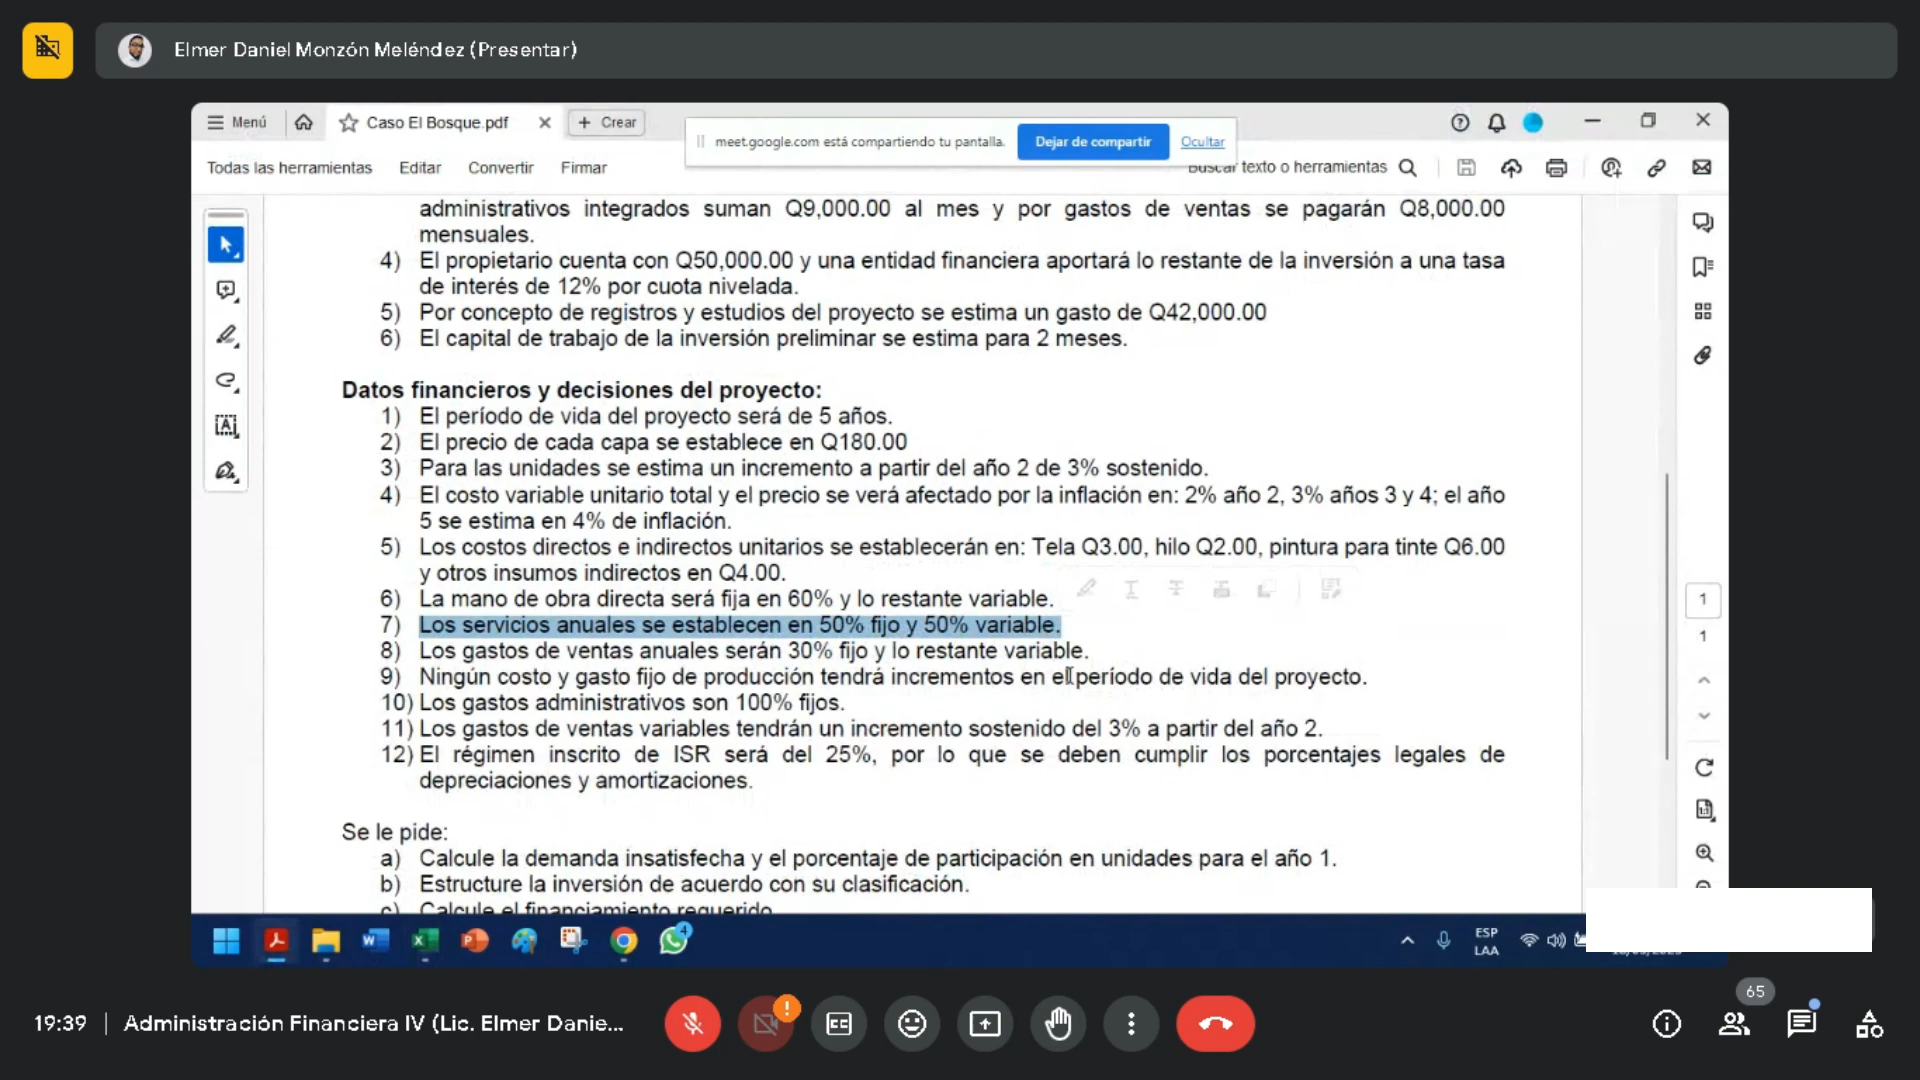 Elmer Daniel Monzón Meléndez (Presentar)
Menú
Caso El Bosque.pdf
Crear
meet.google.com está compartiendo tu pantalla.
Dejar de compartir
Ocultar
Todas las herramientas
Editar
Convertir
Firmar
Buscar texto o herramientas
administrativos integrados suman Q9,000.00 al mes y por gastos de ventas se pagarán Q8,000.00
mensuales.
4) El propietario cuenta con Q50,000.00 y una entidad financiera aportará lo restante de la inversión a una tasa
de interés de 12% por cuota nivelada.
5) Por concepto de registros y estudios del proyecto se estima un gasto de Q42,000.00
6) El capital de trabajo de la inversión preliminar se estima para 2 meses.
Datos financieros y decisiones del proyecto:
1) El período de vida del proyecto será de 5 años.
2) El precio de cada capa se establece en Q180.00
3) Para las unidades se estima un incremento a partir del año 2 de 3% sostenido.
4) El costo variable unitario total y el precio se verá afectado por la inflación en: 2% año 2, 3% años 3 y 4; el año
5 se estima en 4% de inflación.
5) Los costos directos e indirectos unitarios se establecerán en: Tela Q3.00, hilo Q2.00, pintura para tinte Q6.00
y otros insumos indirectos en Q4.00.
6) La mano de obra directa será fija en 60% y lo restante variable.
7) Los servicios anuales se establecen en 50% fijo y 50% variable.
8) Los gastos de ventas anuales serán 30% fijo y lo restante variable.
9) Ningún costo y gasto fijo de producción tendrá incrementos en el período de vida del proyecto.
10) Los gastos administrativos son 100% fijos.
11) Los gastos de ventas variables tendrán un incremento sostenido del 3% a partir del año 2.
12) El régimen inscrito de ISR será del 25%, por lo que se deben cumplir los porcentajes legales de
depreciaciones y amortizaciones.
Se le pide:
a) Calcule la demanda insatisfecha y el porcentaje de participación en unidades para el año 1.
b) Estructure la inversión de acuerdo con su clasificación.
c) Calcule el financiamiento requerido
1
1
4
ESP
LAA
65
19:39 | Administración Financiera IV (Lic. Elmer Danie...